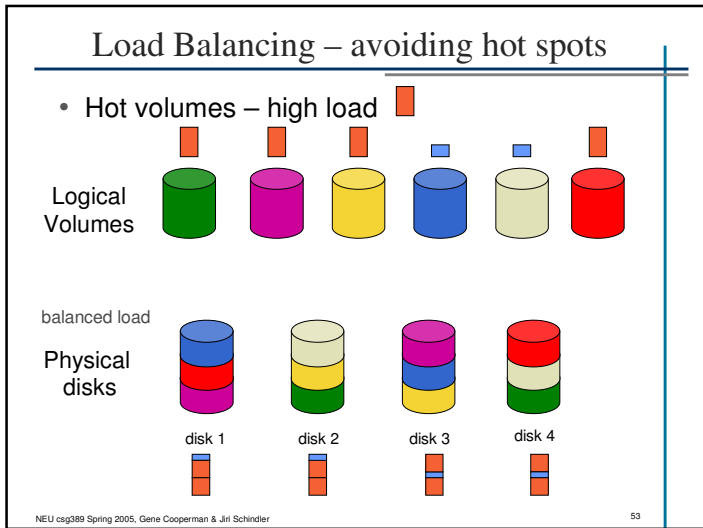 Load Balancing – avoiding hot spots
• Hot volumes – high load
Logical
Volumes
balanced load
Physical
disks
disk 1
disk 2
disk 3
disk 4
NEU csg389 Spring 2005, Gene Cooperman & Jiri Schindler
53